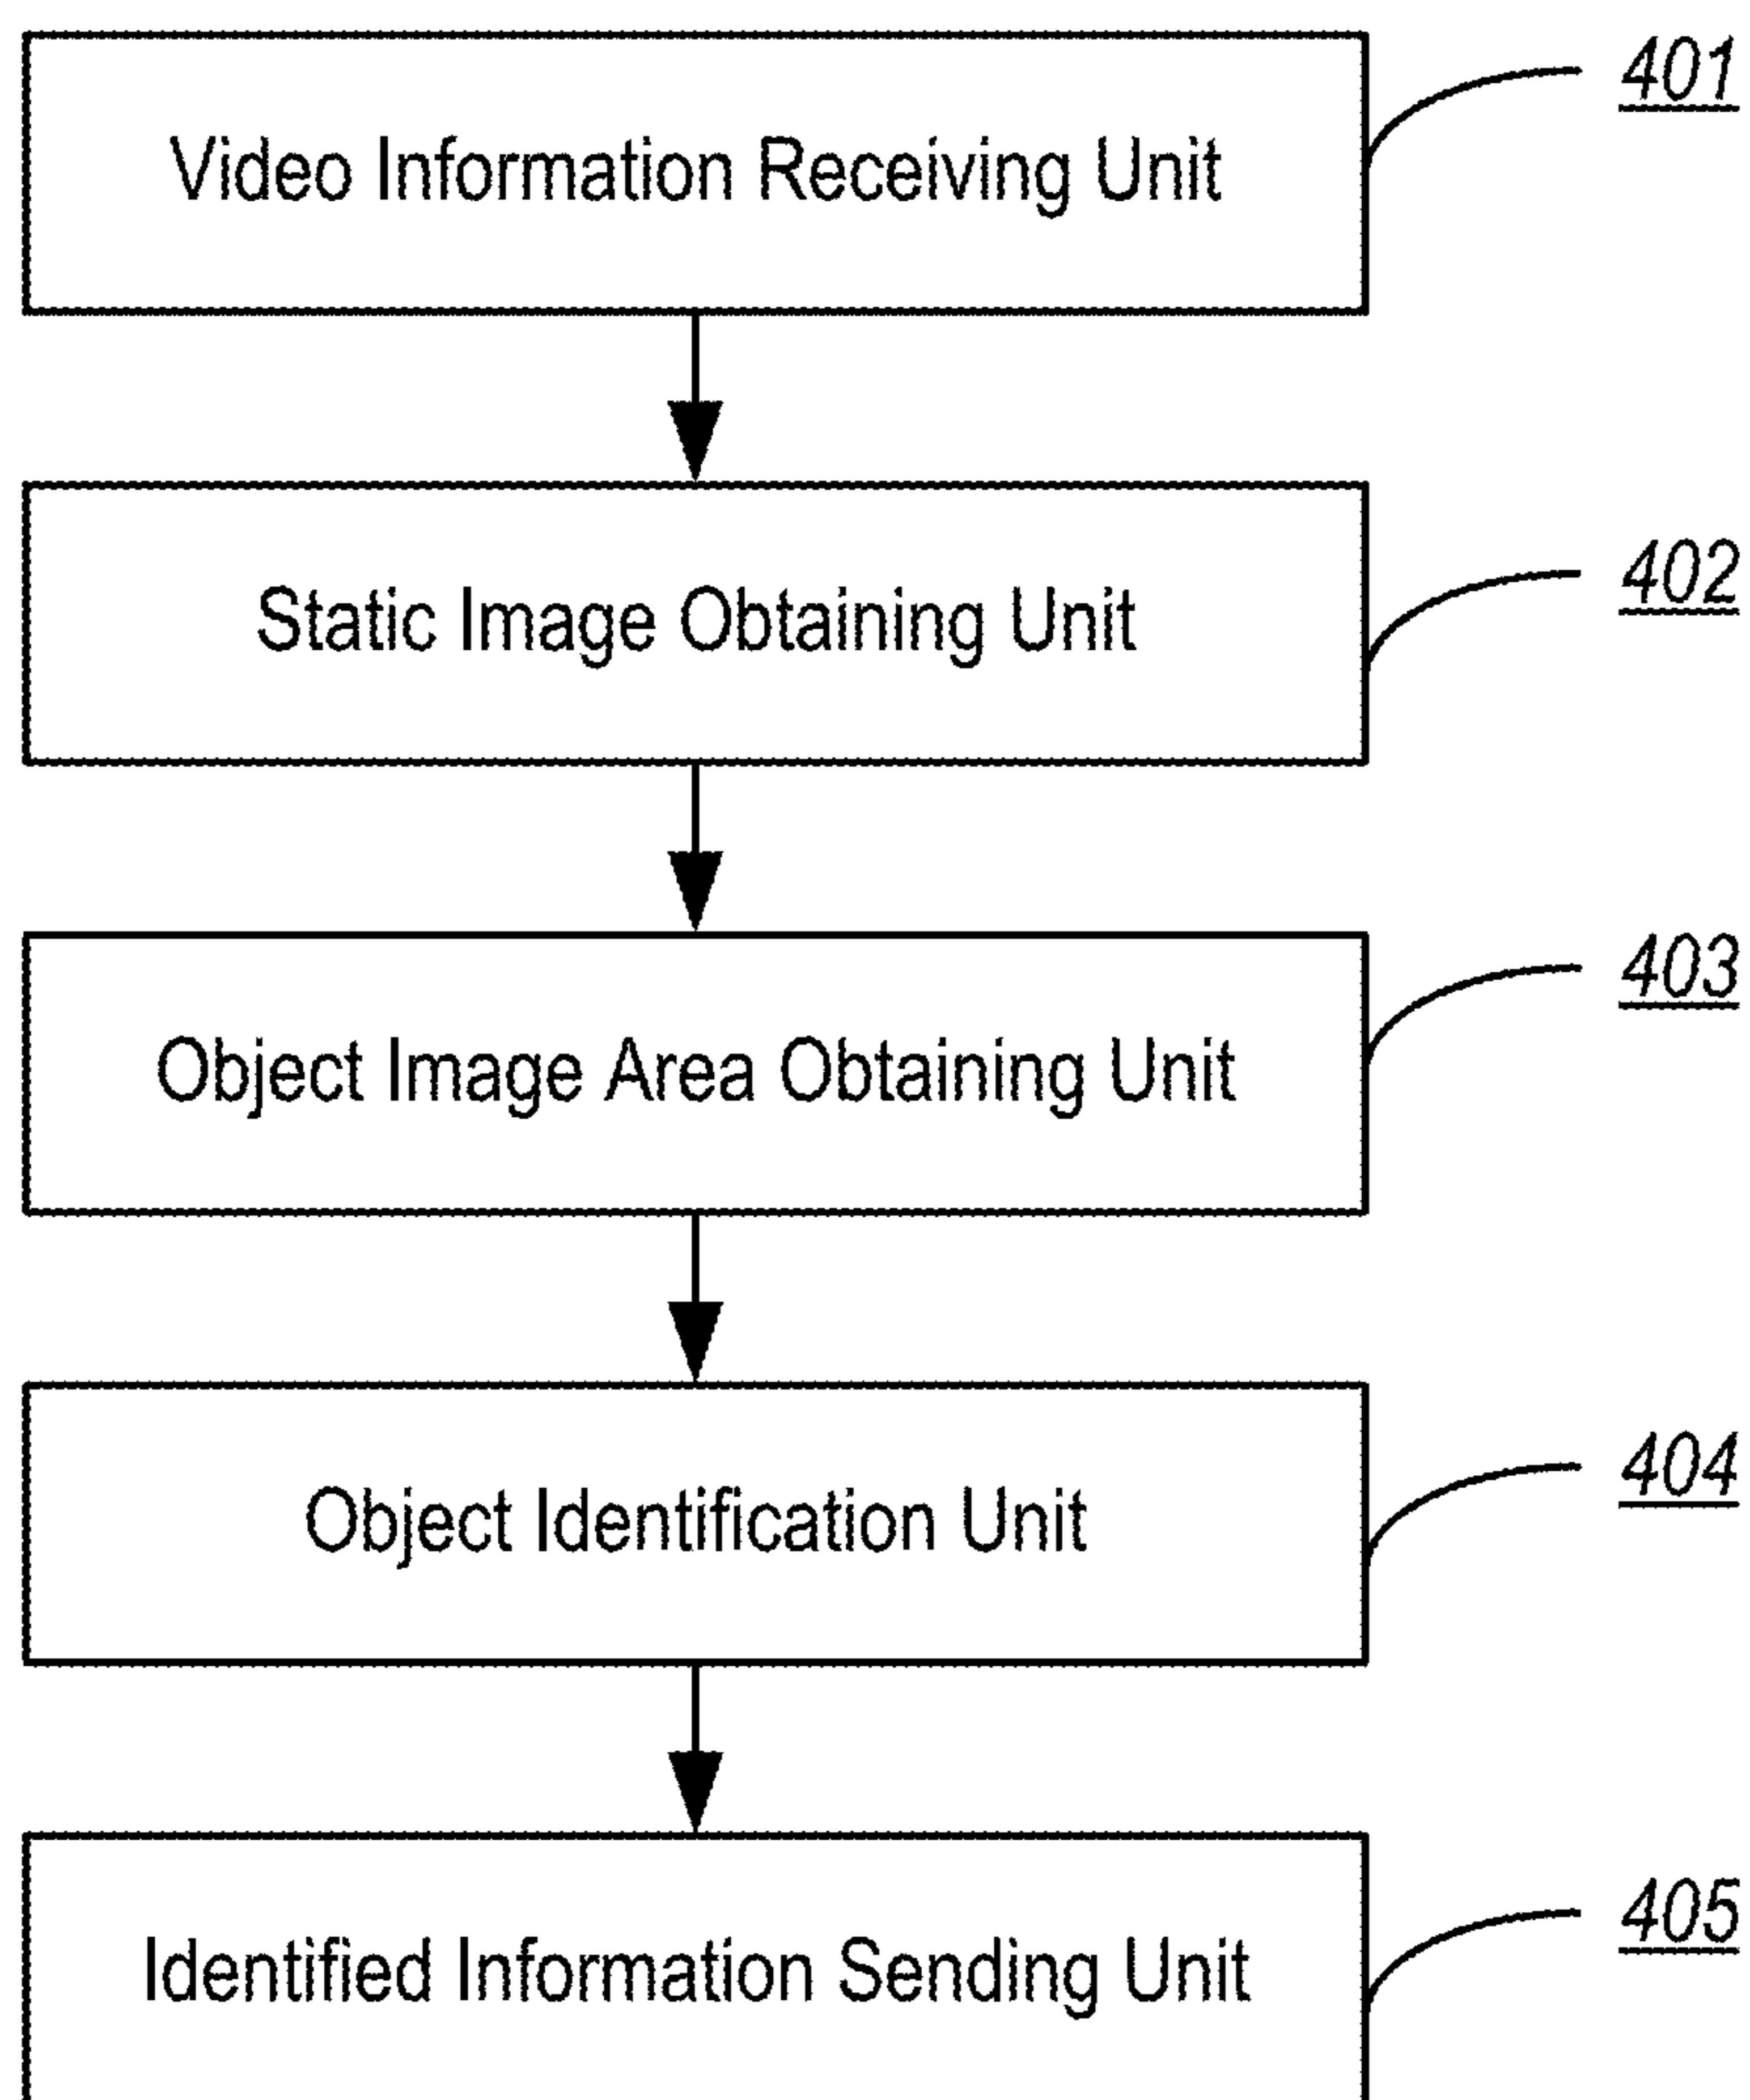 Video Information Receiving Unit
401
Static Image Obtaining Unit
402
Object Image Area Obtaining Unit
403
Object Identification Unit
404
Identified Information Sending Unit
405